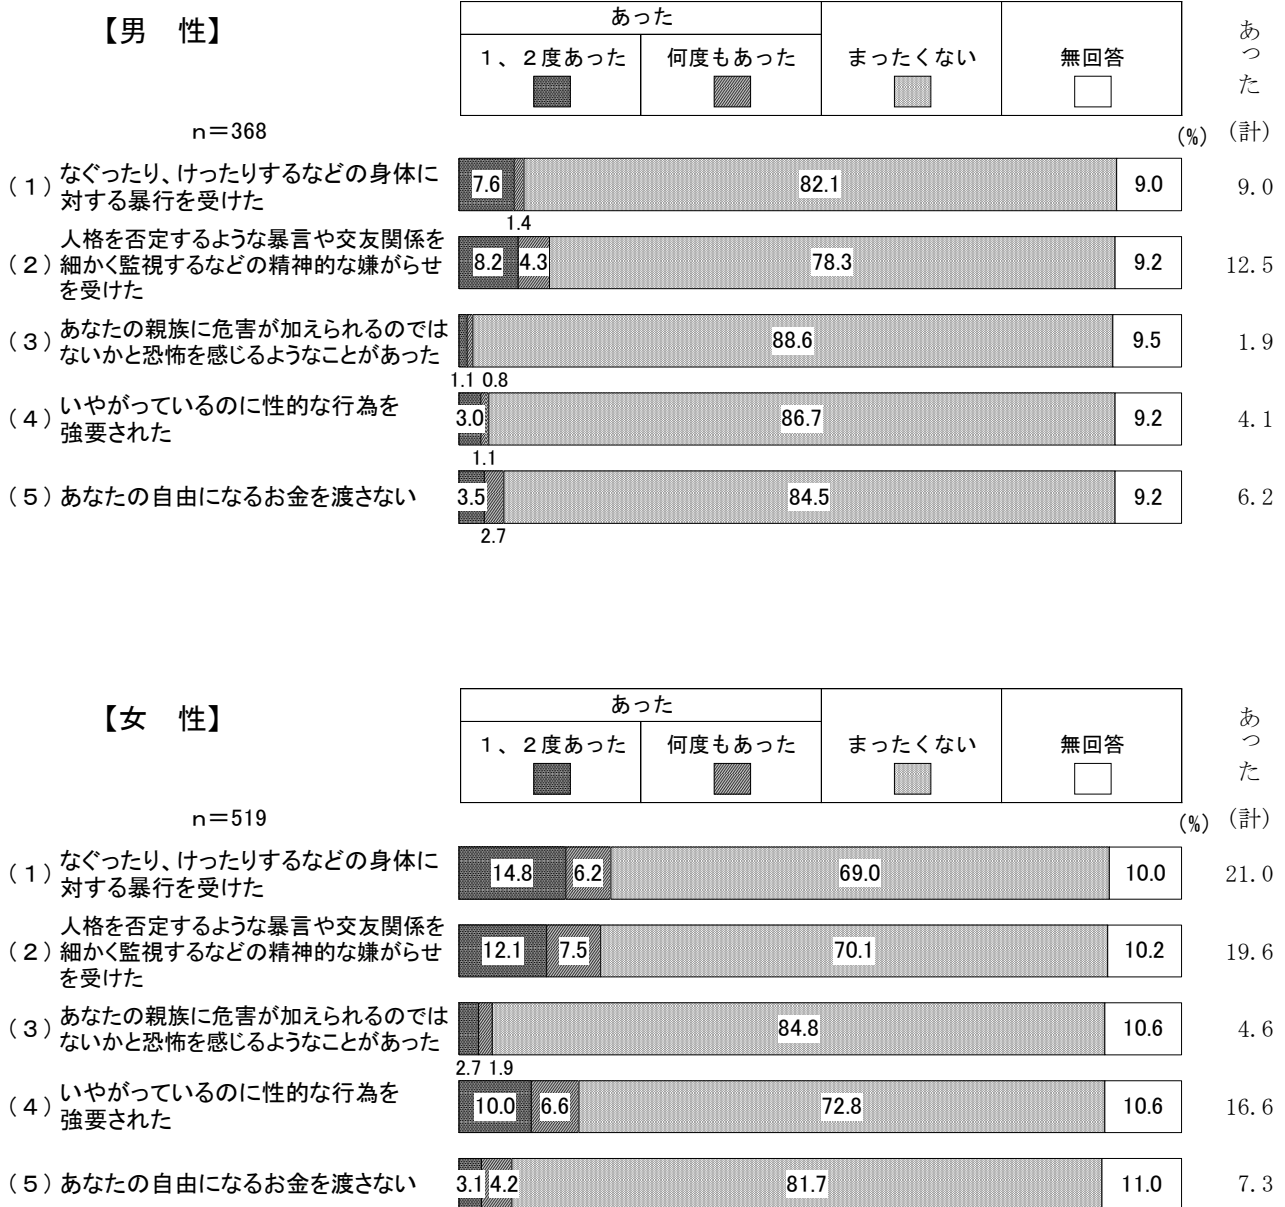 【男　性】
あった
１、２度あった
何度もあった
まったくない
無回答
あった（計）
ｎ＝368
(%)
（１）なぐったり、けったりするなどの身体に
対する暴行を受けた
7.6 1.4 82.1 9.0 9.0
（２）人格を否定するような暴言や交友関係を
細かく監視するなどの精神的な嫌がらせ
を受けた
8.2 4.3 78.3 9.2 12.5
（３）あなたの親族に危害が加えられるのでは
ないかと恐怖を感じるようなことがあった
1.1 0.8 88.6 9.5 1.9
（４）いやがっているのに性的な行為を
強要された
3.0 1.1 86.7 9.2 4.1
（５）あなたの自由になるお金を渡さない
3.5 2.7 84.5 9.2 6.2
【女　性】
あった
１、２度あった
何度もあった
まったくない
無回答
あった（計）
ｎ＝519
(%)
（１）なぐったり、けったりするなどの身体に
対する暴行を受けた
14.8 6.2 69.0 10.0 21.0
（２）人格を否定するような暴言や交友関係を
細かく監視するなどの精神的な嫌がらせ
を受けた
12.1 7.5 70.1 10.2 19.6
（３）あなたの親族に危害が加えられるのでは
ないかと恐怖を感じるようなことがあった
2.7 1.9 84.8 10.6 4.6
（４）いやがっているのに性的な行為を
強要された
10.0 6.6 72.8 10.6 16.6
（５）あなたの自由になるお金を渡さない
3.1 4.2 81.7 11.0 7.3